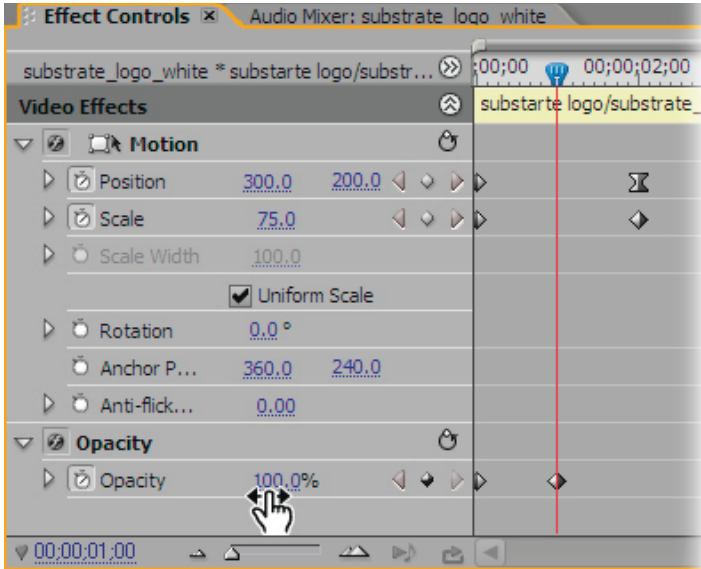 Effect Controls Audio Mixer: substrate_logo_white
substrate_logo_white * substarte logo/substr... ;00;00 00;00;02;00
Video Effects substarte logo/substrate_
Motion
Position 300.0 200.0
Scale 75.0
Scale Width 100.0
Uniform Scale
Rotation 0.0 °
Anchor P... 360.0 240.0
Anti-flick... 0.00
Opacity
Opacity 100.0%
00;00;01;00